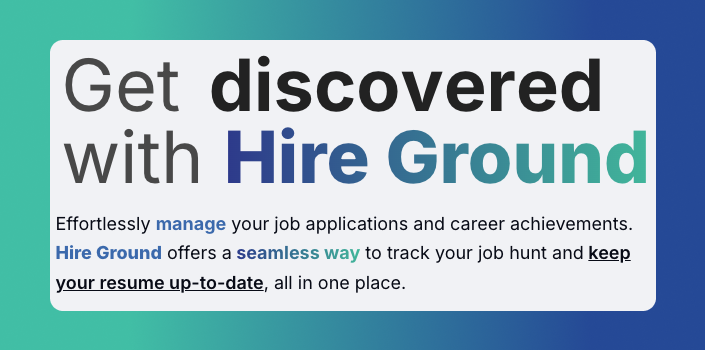 Get discovered
with Hire Ground
Effortlessly manage your job applications and career achievements.
Hire Ground offers a seamless way to track your job hunt and keep
your resume up-to-date, all in one place.